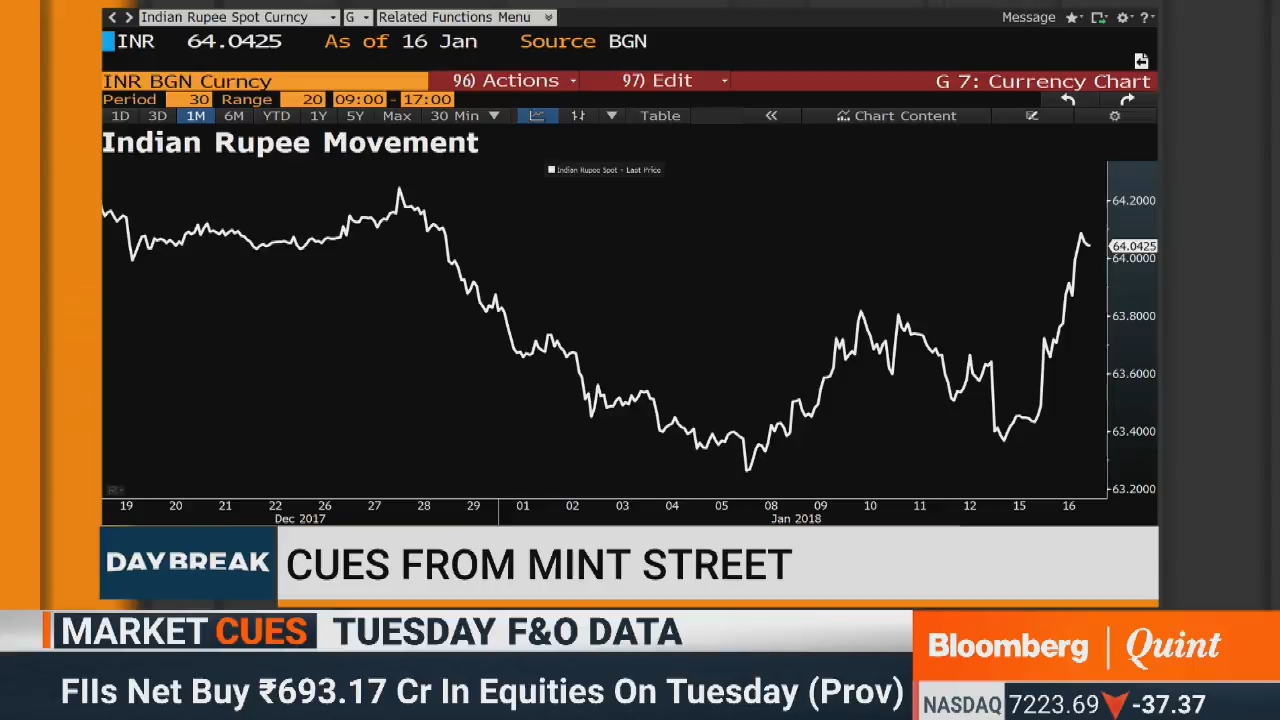 Indian Rupee Spot Curncy G Related Functions Menu Message ?
INR 64.0425 As of 16 Jan Source BGN
INR BGN Curncy 96) Actions 97) Edit G 7: Currency Chart
Period 30 Range 20 09:00 - 17:00
1D 3D 1M 6M YTD 1Y 5Y Max 30 Min Table Chart Content
Indian Rupee Movement
Indian Rupee Spot - Last Price
64.2000
64.0425
64.0000
63.8000
63.6000
63.4000
63.2000
19 20 21 22 26 27 28 29 01 02 03 04 05 08 09 10 11 12 15 16
Dec 2017 Jan 2018
DAYBREAK CUES FROM MINT STREET
MARKET CUES TUESDAY F&O DATA
Bloomberg | Quint
FIIs Net Buy ₹693.17 Cr In Equities On Tuesday (Prov)
NASDAQ 7223.69 -37.37